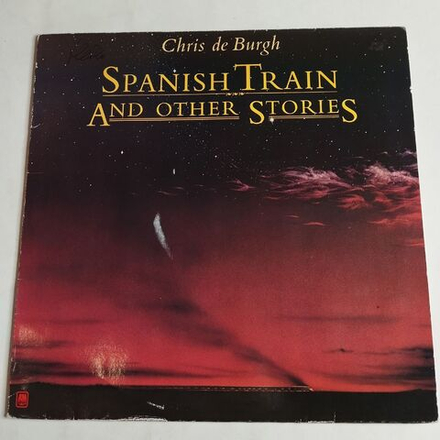 Chris de Burgh
SPANISH TRAIN
AND OTHER STORIES